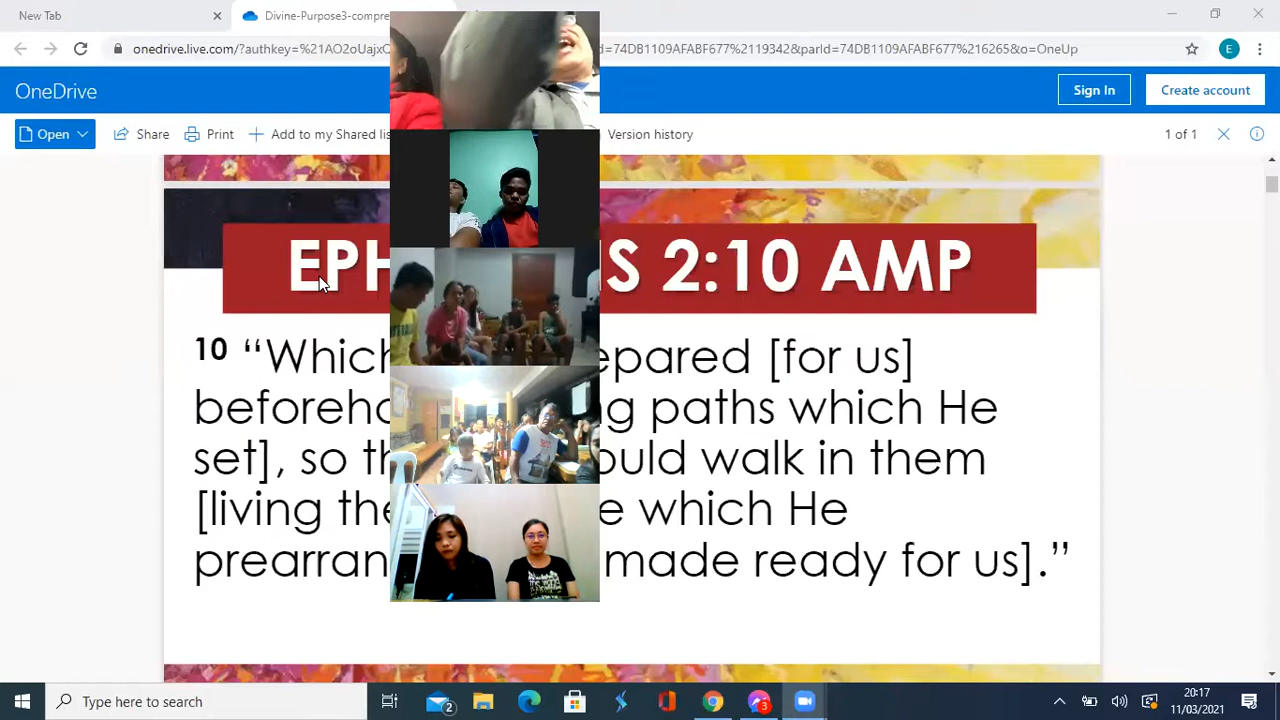 New Tab
Divine-Purpose3-compre
onedrive.live.com/?authkey=%21AO2oUajxQ =74DB1109AFABF677%2119342&parId=74DB1109AFABF677%216265&o=OneUp
E
OneDrive
Sign In
Create account
Open
Share
Print
Add to my Shared lis
Version history
1 of 1
EPH S 2:10 AMP
10 “Which epared [for us]
beforeha g paths which He
set], so th ould walk in them
[living the e which He
prearran made ready for us].”
Type here to search
2
3
20:17
11/03/2021